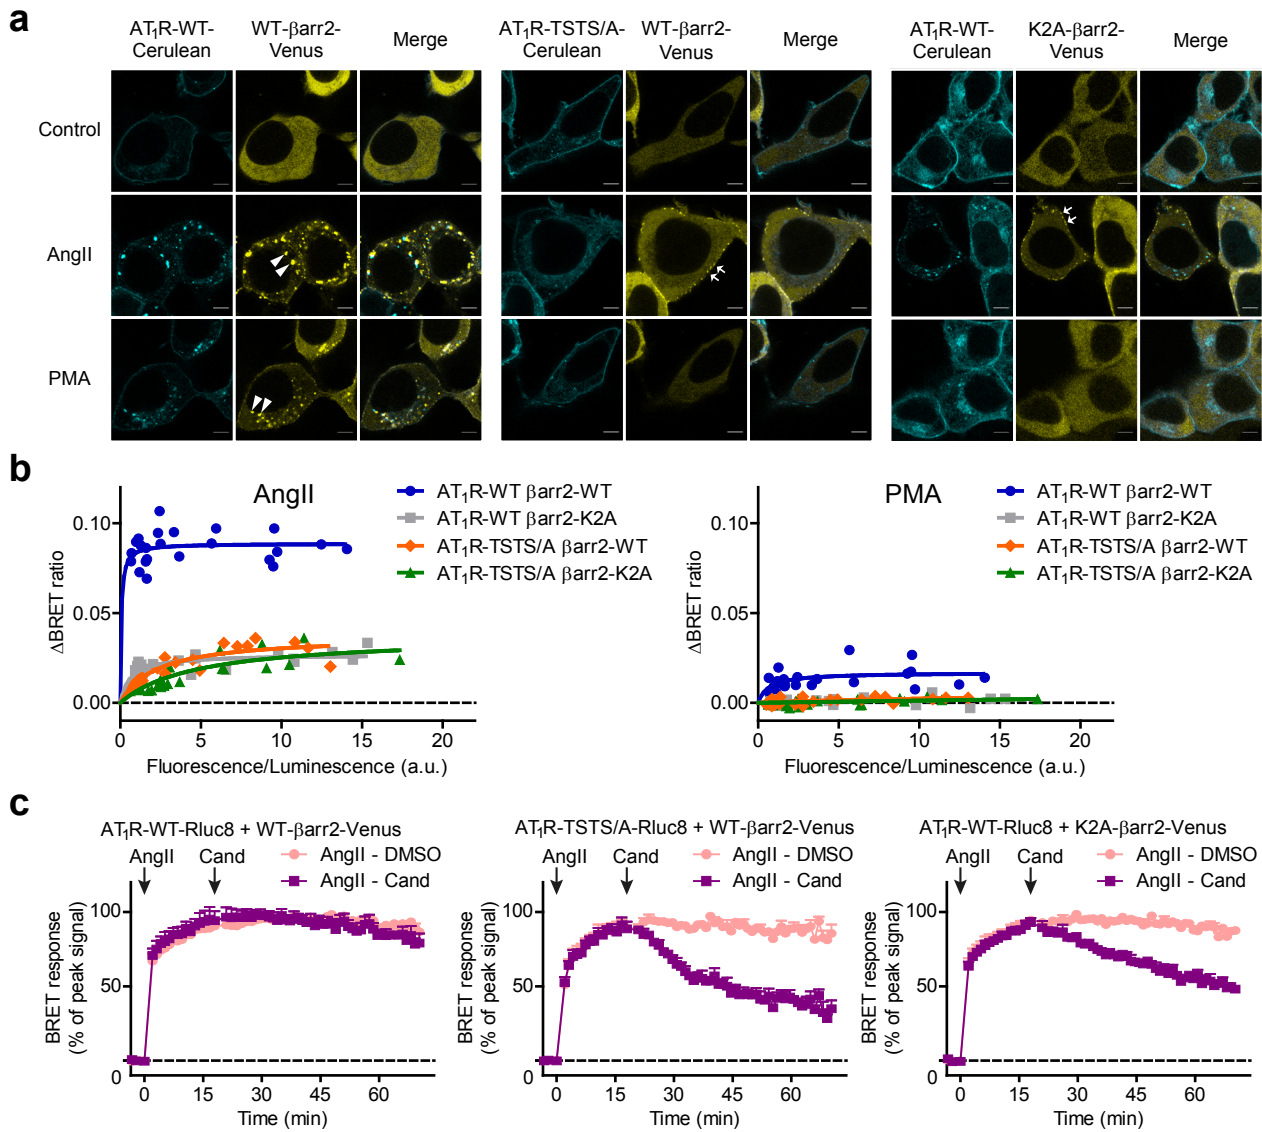 a
AT1R-WT-Cerulean
WT-βarr2-Venus
Merge
AT1R-TSTS/A-Cerulean
WT-βarr2-Venus
Merge
AT1R-WT-Cerulean
K2A-βarr2-Venus
Merge
Control
AngII
PMA
b
AngII
AT1R-WT βarr2-WT
AT1R-WT βarr2-K2A
AT1R-TSTS/A βarr2-WT
AT1R-TSTS/A βarr2-K2A
ΔBRET ratio
0.10
0.05
0.00
0 5 10 15 20
Fluorescence/Luminescence (a.u.)
PMA
AT1R-WT βarr2-WT
AT1R-WT βarr2-K2A
AT1R-TSTS/A βarr2-WT
AT1R-TSTS/A βarr2-K2A
ΔBRET ratio
0.10
0.05
0.00
0 5 10 15 20
Fluorescence/Luminescence (a.u.)
c
AT1R-WT-Rluc8 + WT-βarr2-Venus
AngII Cand
AngII - DMSO
AngII - Cand
BRET response
(% of peak signal)
100
50
0
0 15 30 45 60
Time (min)
AT1R-TSTS/A-Rluc8 + WT-βarr2-Venus
AngII Cand
AngII - DMSO
AngII - Cand
BRET response
(% of peak signal)
100
50
0
0 15 30 45 60
Time (min)
AT1R-WT-Rluc8 + K2A-βarr2-Venus
AngII Cand
AngII - DMSO
AngII - Cand
BRET response
(% of peak signal)
100
50
0
0 15 30 45 60
Time (min)